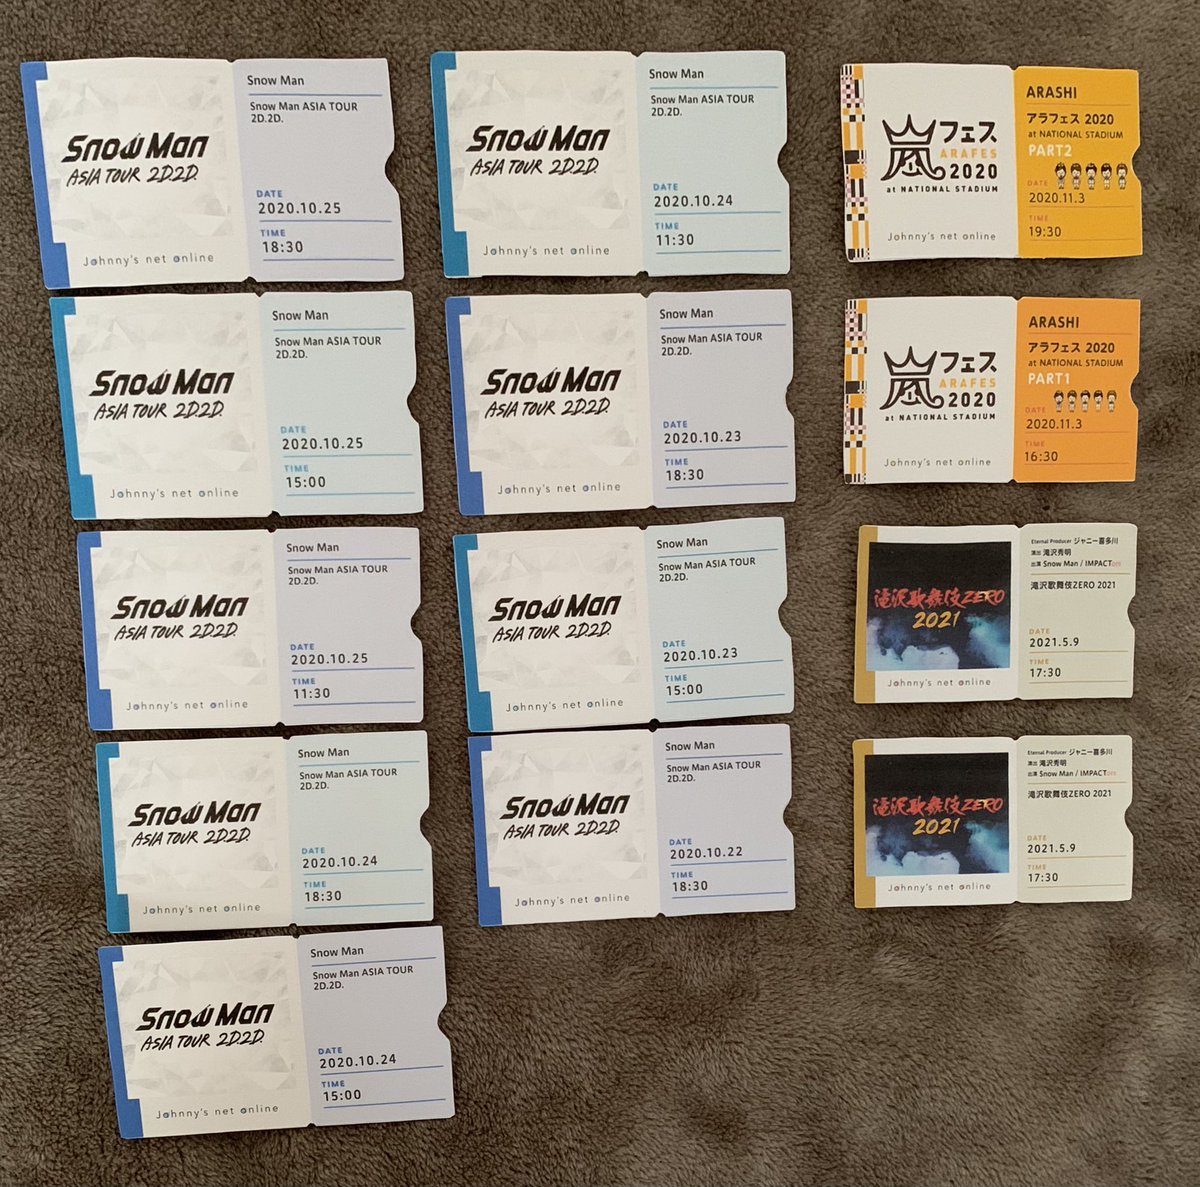 Snow Man
ASIA TOUR 2D.2D.
Johnny's net online
Snow Man
Snow Man ASIA TOUR
2D.2D.
DATE
2020.10.25
TIME
18:30
Snow Man
ASIA TOUR 2D.2D.
Johnny's net online
Snow Man
Snow Man ASIA TOUR
2D.2D.
DATE
2020.10.25
TIME
15:00
Snow Man
ASIA TOUR 2D.2D.
Johnny's net online
Snow Man
Snow Man ASIA TOUR
2D.2D.
DATE
2020.10.25
TIME
11:30
Snow Man
ASIA TOUR 2D.2D.
Johnny's net online
Snow Man
Snow Man ASIA TOUR
2D.2D.
DATE
2020.10.24
TIME
18:30
Snow Man
ASIA TOUR 2D.2D.
Johnny's net online
Snow Man
Snow Man ASIA TOUR
2D.2D.
DATE
2020.10.24
TIME
15:00
Snow Man
ASIA TOUR 2D.2D.
Johnny's net online
Snow Man
Snow Man ASIA TOUR
2D.2D.
DATE
2020.10.24
TIME
11:30
Snow Man
ASIA TOUR 2D.2D.
Johnny's net online
Snow Man
Snow Man ASIA TOUR
2D.2D.
DATE
2020.10.23
TIME
18:30
Snow Man
ASIA TOUR 2D.2D.
Johnny's net online
Snow Man
Snow Man ASIA TOUR
2D.2D.
DATE
2020.10.23
TIME
15:00
Snow Man
ASIA TOUR 2D.2D.
Johnny's net online
Snow Man
Snow Man ASIA TOUR
2D.2D.
DATE
2020.10.22
TIME
18:30
嵐フェス
ARAFES
2020
at NATIONAL STADIUM
Johnny's net online
ARASHI
アラフェス 2020
at NATIONAL STADIUM
PART2
DATE
2020.11.3
TIME
19:30
嵐フェス
ARAFES
2020
at NATIONAL STADIUM
Johnny's net online
ARASHI
アラフェス 2020
at NATIONAL STADIUM
PART1
DATE
2020.11.3
TIME
16:30
滝沢歌舞伎ZERO
2021
Johnny's net online
Eternal Producer ジャニー喜多川
演出 滝沢秀明
出演 Snow Man / IMPACTors
滝沢歌舞伎ZERO 2021
DATE
2021.5.9
TIME
17:30
滝沢歌舞伎ZERO
2021
Johnny's net online
Eternal Producer ジャニー喜多川
演出 滝沢秀明
出演 Snow Man / IMPACTors
滝沢歌舞伎ZERO 2021
DATE
2021.5.9
TIME
17:30